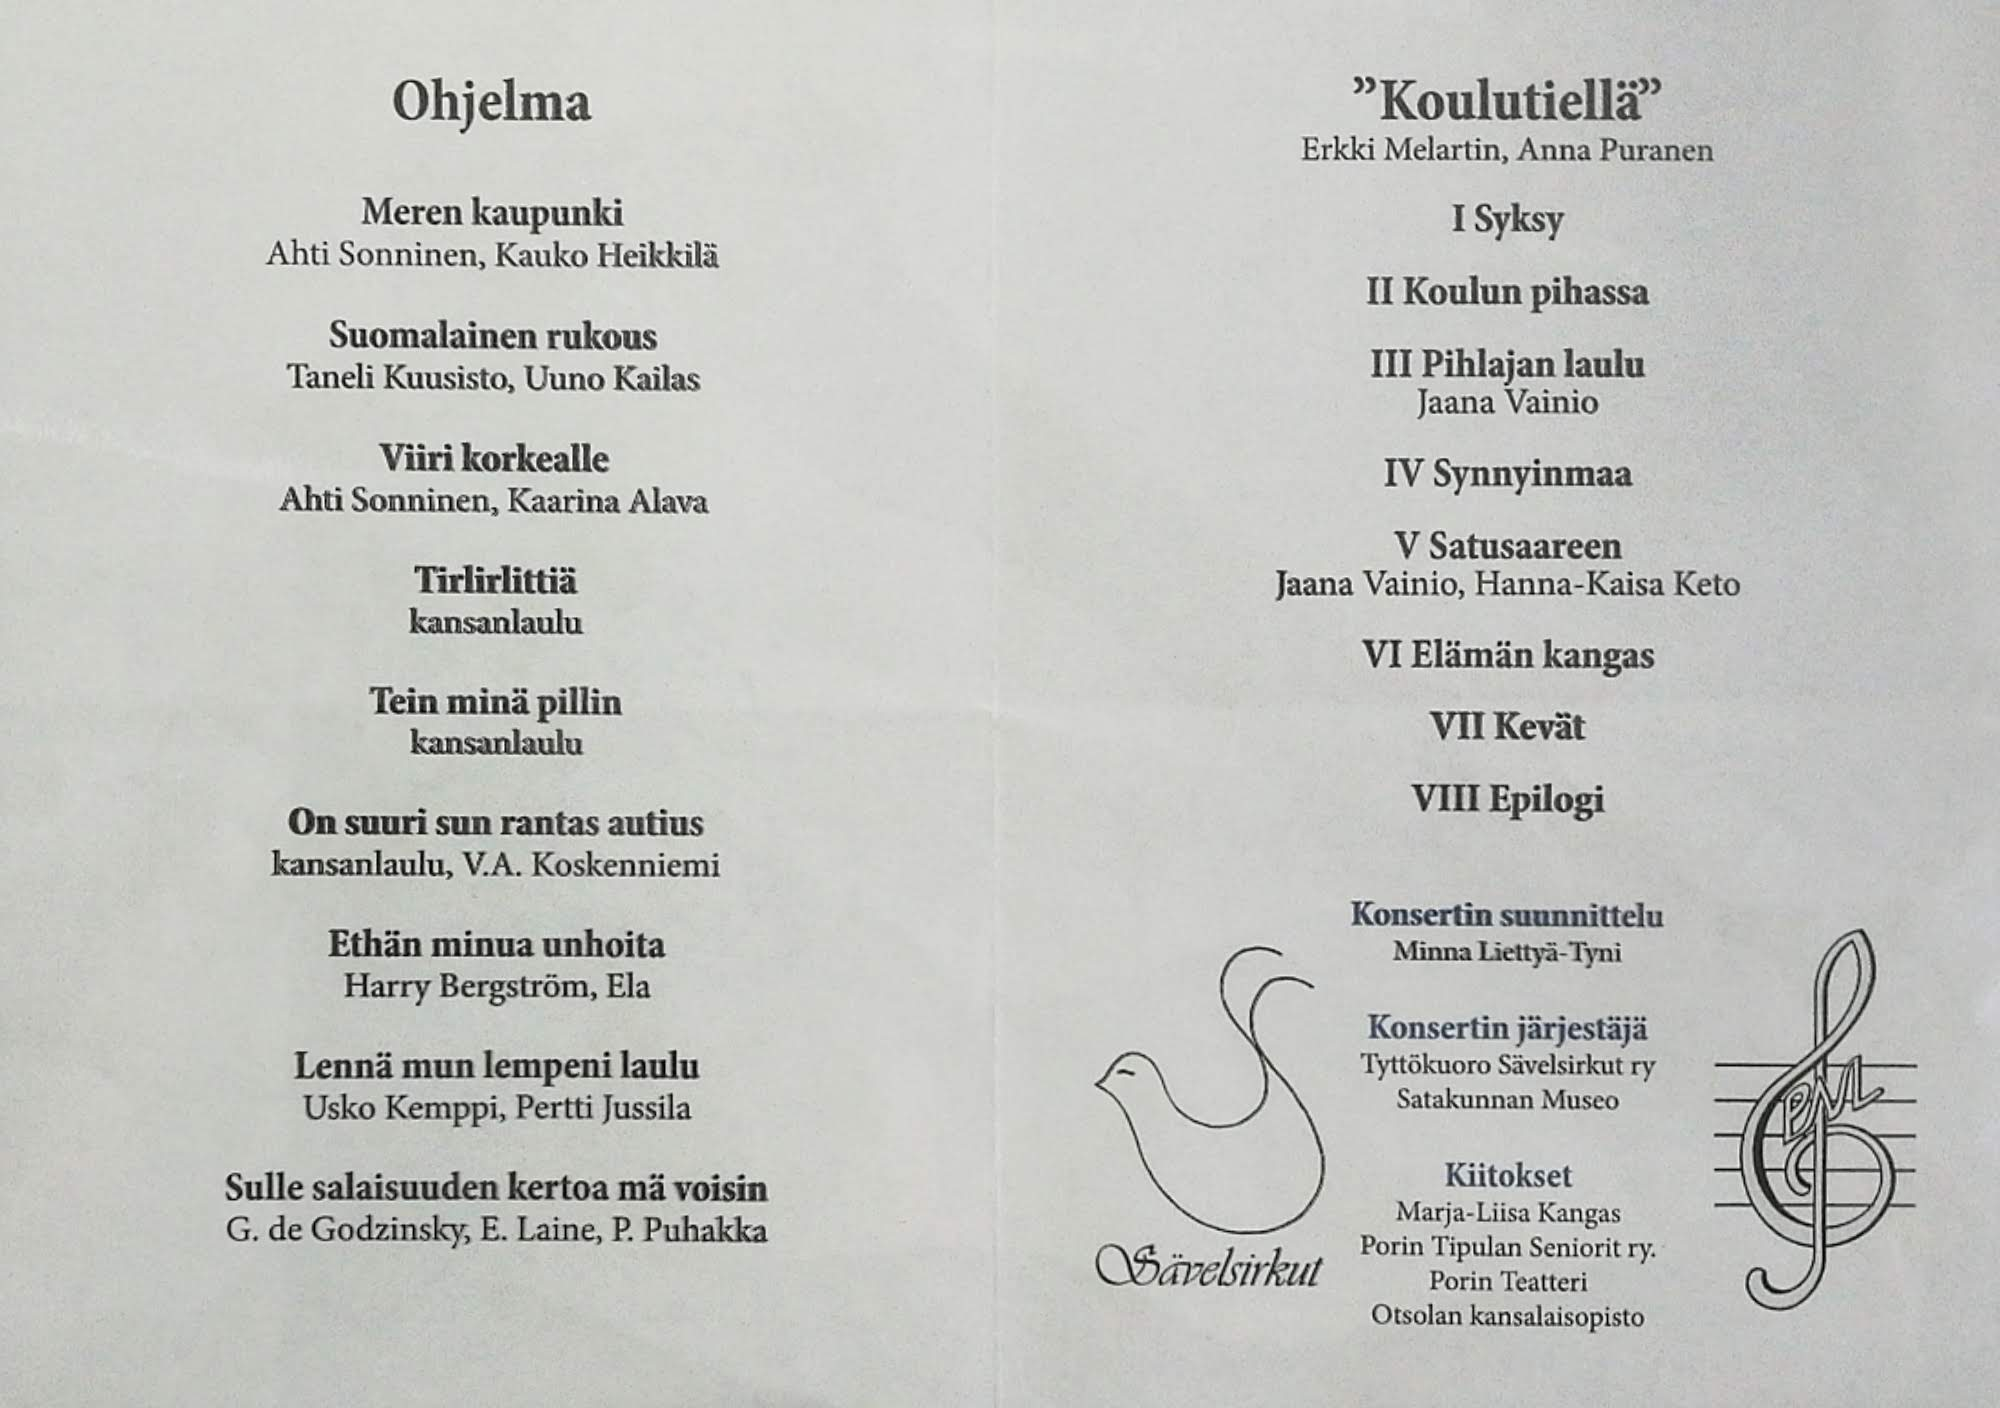 Ohjelma
Meren kaupunki
Ahti Sonninen, Kauko Heikkilä
Suomalainen rukous
Taneli Kuusisto, Uuno Kailas
Viiri korkealle
Ahti Sonninen, Kaarina Alava
Tirlirlittiä
kansanlaulu
Tein minä pillin
kansanlaulu
On suuri sun rantas autius
kansanlaulu, V.A. Koskenniemi
Ethän minua unhoita
Harry Bergström, Ela
Lennä mun lempeni laulu
Usko Kemppi, Pertti Jussila
Sulle salaisuuden kertoa mä voisin
G. de Godzinsky, E. Laine, P. Puhakka
”Koulutiellä”
Erkki Melartin, Anna Puranen
I Syksy
II Koulun pihassa
III Pihlajan laulu
Jaana Vainio
IV Synnyinmaa
V Satusaareen
Jaana Vainio, Hanna-Kaisa Keto
VI Elämän kangas
VII Kevät
VIII Epilogi
Konsertin suunnittelu
Minna Liettyä-Tyni
Konsertin järjestäjä
Tyttökuoro Sävelsirkut ry
Satakunnan Museo
Kiitokset
Marja-Liisa Kangas
Porin Tipulan Seniorit ry.
Porin Teatteri
Otsolan kansalaisopisto
Sävelsirkut